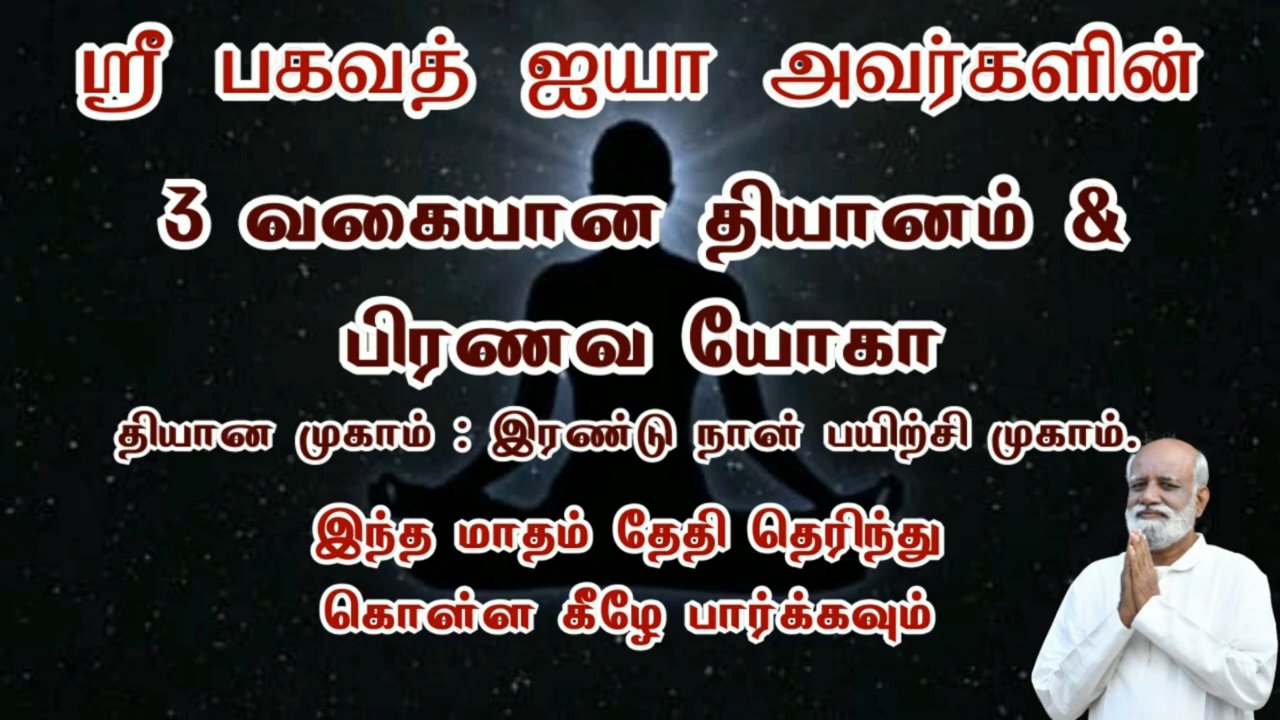 ஸ்ரீ பகவத் ஐயா அவர்களின்
3 வகையான தியானம் &
பிரணவ யோகா
தியான முகாம் : இரண்டு நாள் பயிற்சி முகாம்.
இந்த மாதம் தேதி தெரிந்து
கொள்ள கீழே பார்க்கவும்